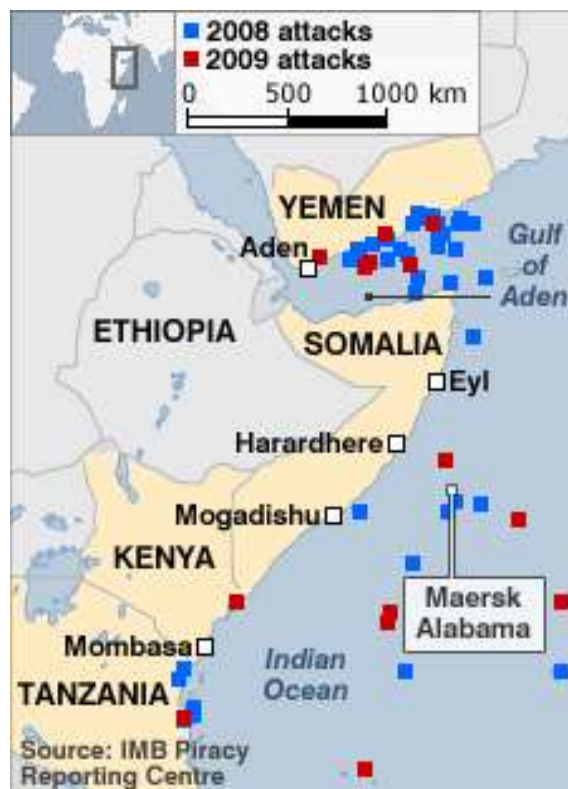 2008 attacks
2009 attacks
0 500 1000 km
YEMEN
Aden
Gulf
of
Aden
ETHIOPIA
SOMALIA
Eyl
Harardhere
Mogadishu
KENYA
Maersk
Alabama
Mombasa
Indian
Ocean
TANZANIA
Source: IMB Piracy
Reporting Centre